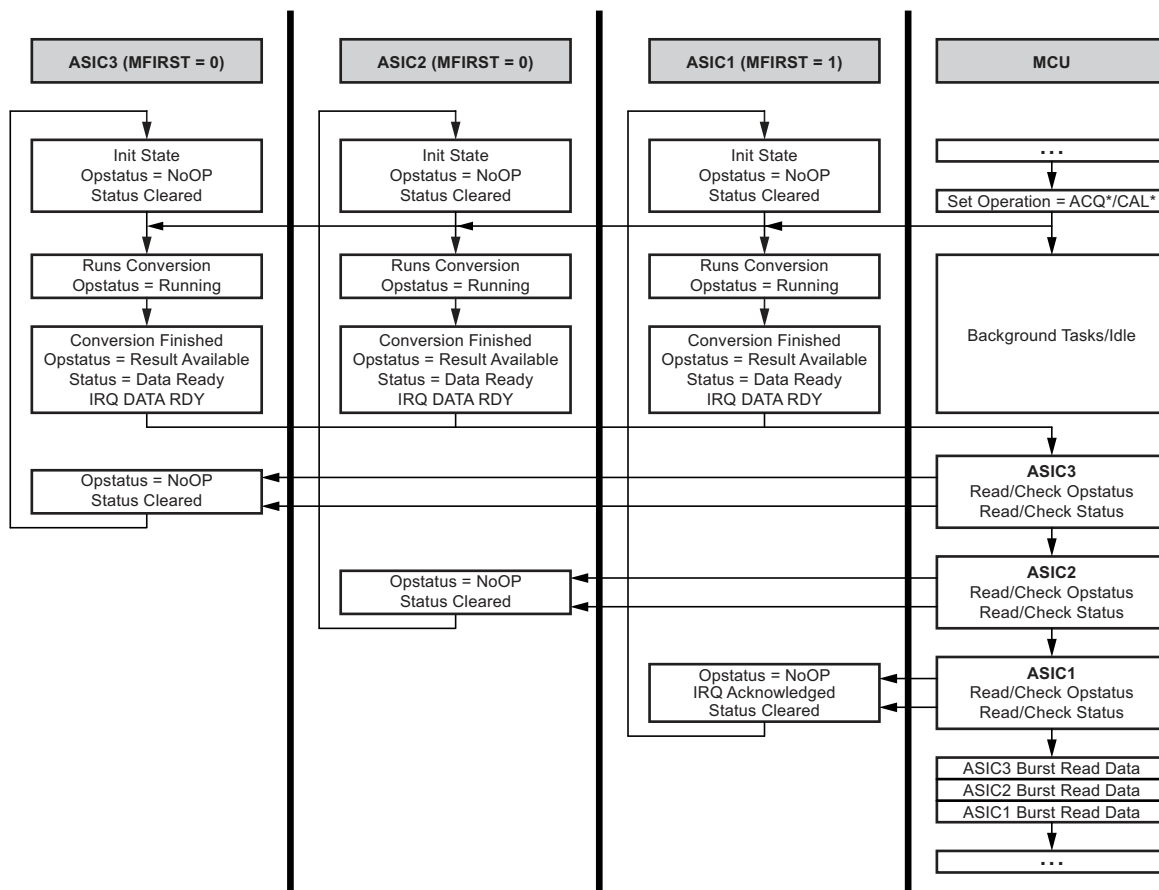 ASIC3 (MFIRST = 0)
ASIC2 (MFIRST = 0)
ASIC1 (MFIRST = 1)
MCU
Init State
Opstatus = NoOP
Status Cleared
Init State
Opstatus = NoOP
Status Cleared
Init State
Opstatus = NoOP
Status Cleared
...
Set Operation = ACQ*/CAL*
Runs Conversion
Opstatus = Running
Runs Conversion
Opstatus = Running
Runs Conversion
Opstatus = Running
Background Tasks/Idle
Conversion Finished
Opstatus = Result Available
Status = Data Ready
IRQ DATA RDY
Conversion Finished
Opstatus = Result Available
Status = Data Ready
IRQ DATA RDY
Conversion Finished
Opstatus = Result Available
Status = Data Ready
IRQ DATA RDY
ASIC3
Read/Check Opstatus
Read/Check Status
Opstatus = NoOP
Status Cleared
ASIC2
Read/Check Opstatus
Read/Check Status
Opstatus = NoOP
Status Cleared
ASIC1
Read/Check Opstatus
Read/Check Status
Opstatus = NoOP
IRQ Acknowledged
Status Cleared
ASIC3 Burst Read Data
ASIC2 Burst Read Data
ASIC1 Burst Read Data
...